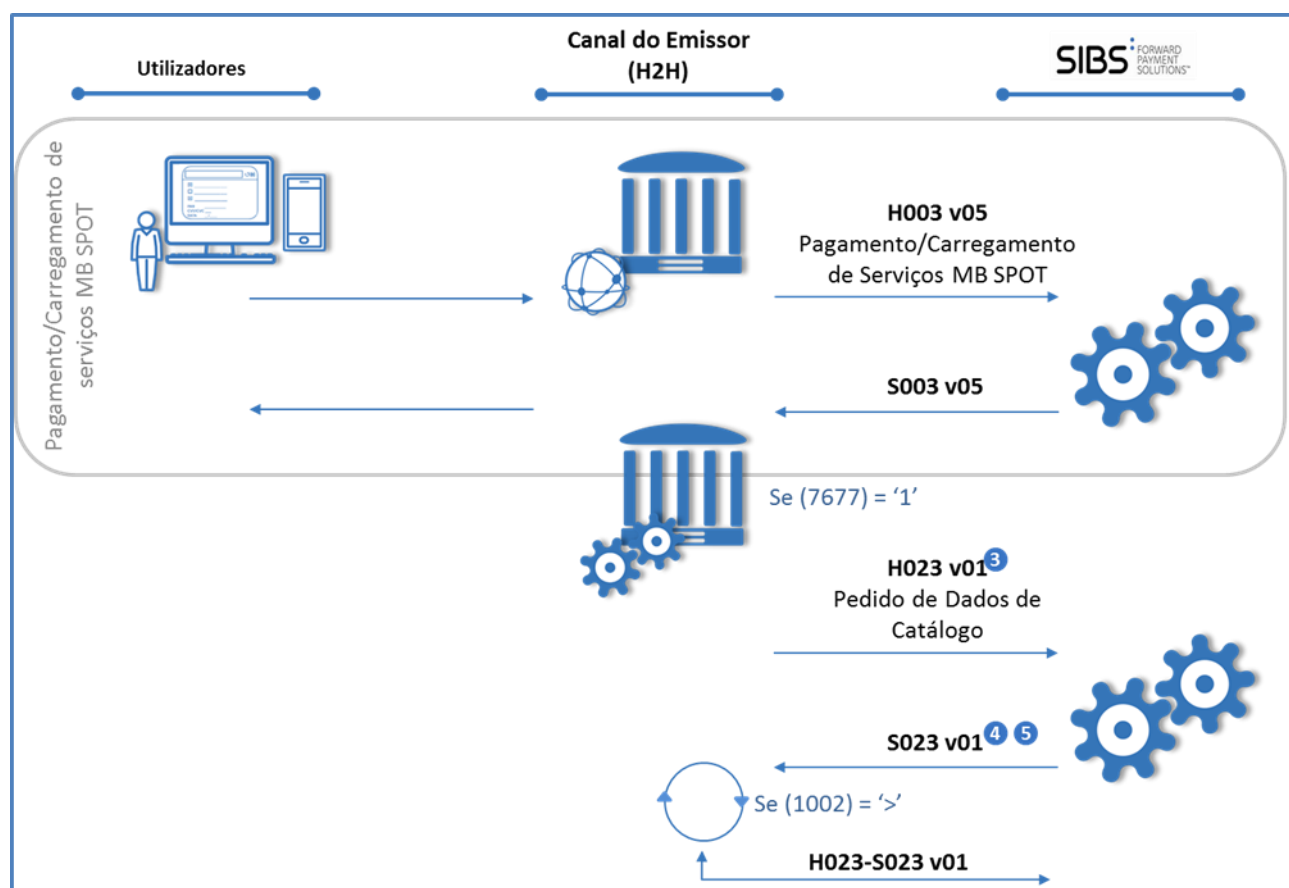 Utilizadores
Canal do Emissor
(H2H)
SIBS FORWARD
PAYMENT
SOLUTIONS™
Pagamento/Carregamento de
serviços MB SPOT
H003 v05
Pagamento/Carregamento
de Serviços MB SPOT
S003 v05
Se (7677) = ‘1’
H023 v01 3
Pedido de Dados de
Catálogo
S023 v01 4 5
Se (1002) = ‘>’
H023-S023 v01